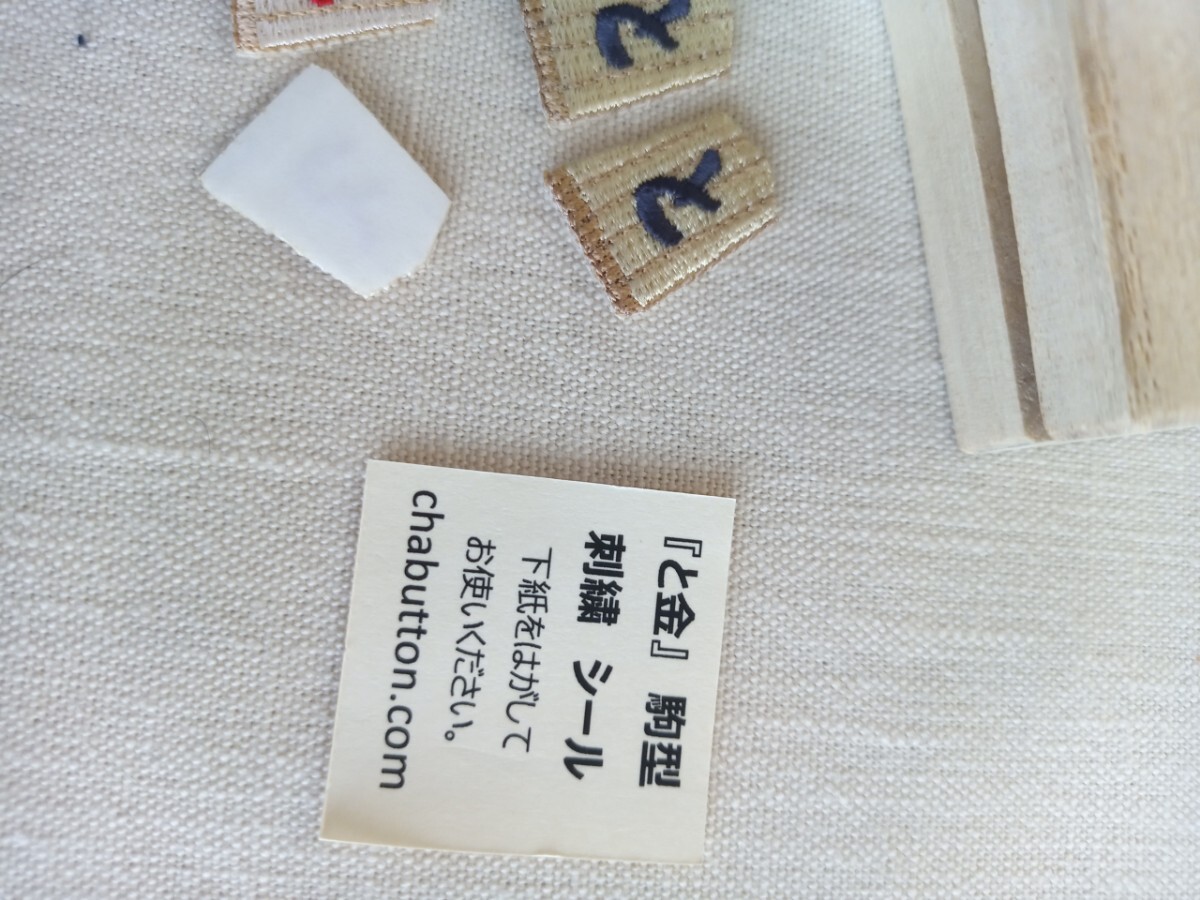 と
と
『と金』 駒型
刺繍 シール
下紙をはがして
お使いください。
chabutton.com